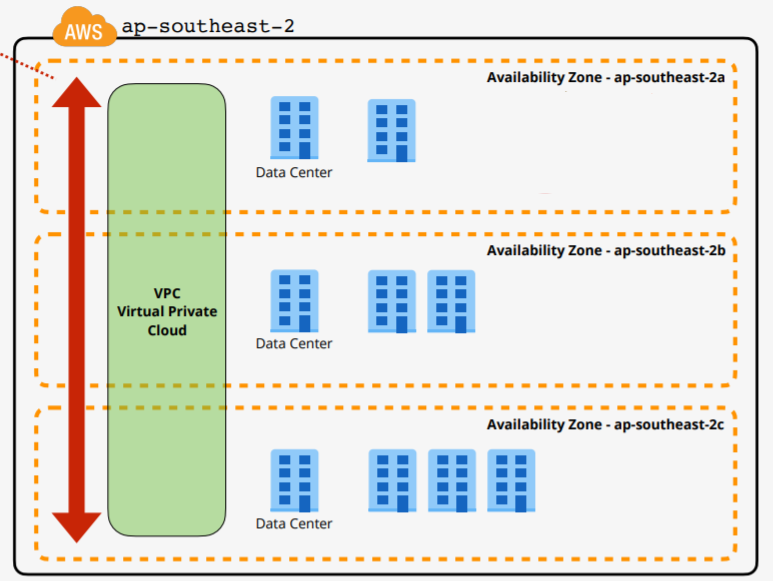 AWS
ap-southeast-2
Availability Zone - ap-southeast-2a
Data Center
Availability Zone - ap-southeast-2b
VPC
Virtual Private
Cloud
Data Center
Availability Zone - ap-southeast-2c
Data Center